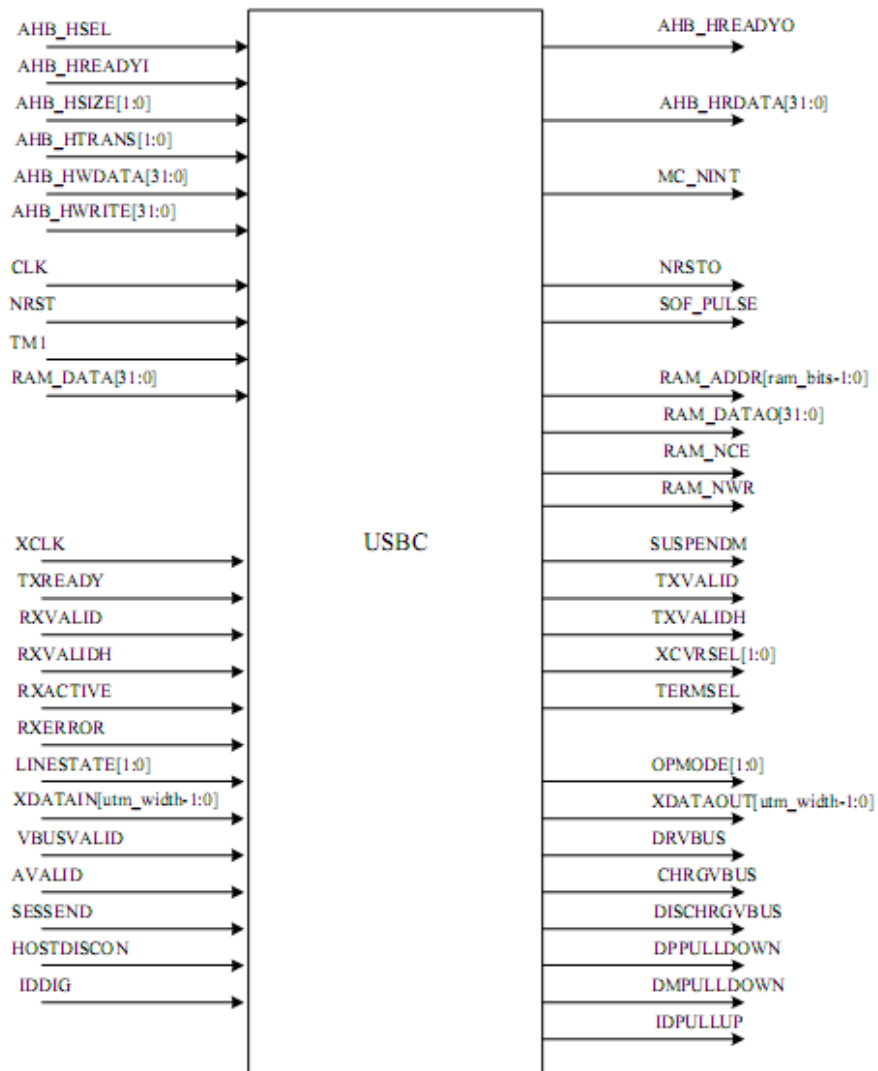 AHB_HSEL
AHB_HREADYI
AHB_HSIZE[1:0]
AHB_HTRANS[1:0]
AHB_HWDATA[31:0]
AHB_HWRITE[31:0]
CLK
NRST
TM1
RAM_DATA[31:0]
XCLK
TXREADY
RXVALID
RXVALIDH
RXACTIVE
RXERROR
LINESTATE[1:0]
XDATAIN[utm_width-1:0]
VBUSVALID
AVALID
SESSEND
HOSTDISCON
IDDIG
USBC
AHB_HREADYO
AHB_HRDATA[31:0]
MC_NINT
NRSTO
SOF_PULSE
RAM_ADDR[ram_bits-1:0]
RAM_DATAO[31:0]
RAM_NCE
RAM_NWR
SUSPENDM
TXVALID
TXVALIDH
XCVRSEL[1:0]
TERMSEL
OPMODE[1:0]
XDATAOUT[utm_width-1:0]
DRVBUS
CHRGVBUS
DISCHRGVBUS
DPPULLDOWN
DMPULLDOWN
IDPULLUP